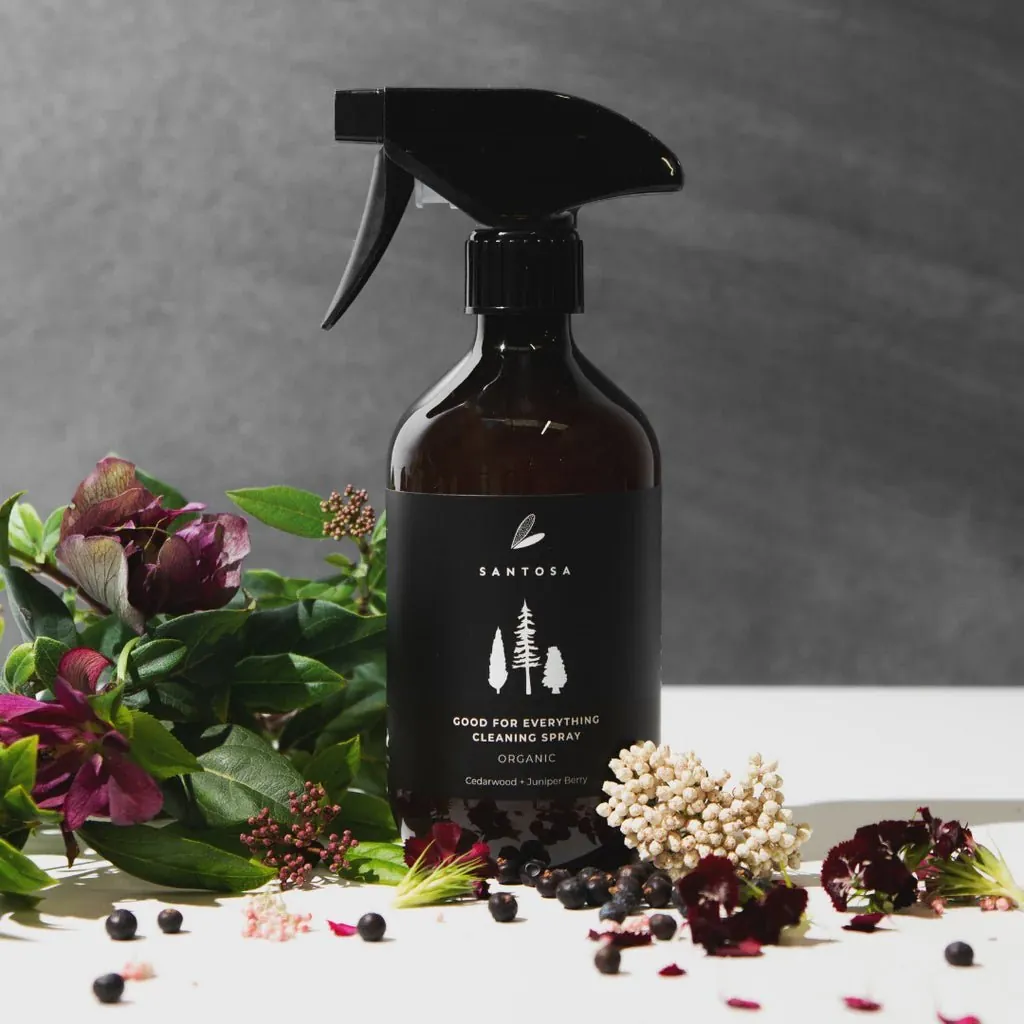 SANTOSA
GOOD FOR EVERYTHING
CLEANING SPRAY
ORGANIC
Cedarwood + Juniper Berry